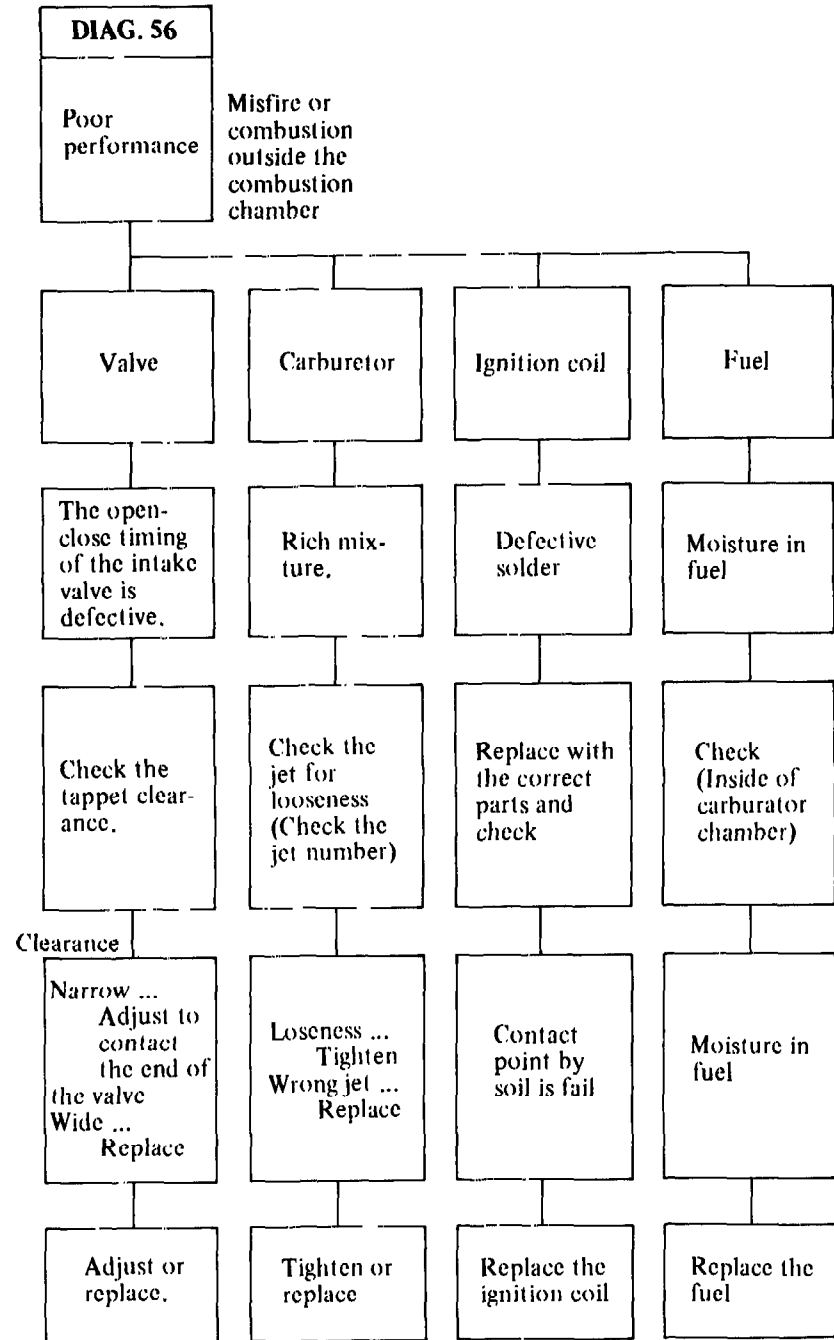 DIAG. 56
Poor
performance
Misfire or
combustion
outside the
combustion
chamber
Valve
Carburetor
Ignition coil
Fuel
The open-
close timing
of the intake
valve is
defective.
Rich mix-
ture.
Defective
solder
Moisture in
fuel
Check the
tappet clear-
ance.
Check the
jet for
looseness
(Check the
jet number)
Replace with
the correct
parts and
check
Check
(Inside of
carburator
chamber)
Clearance
Narrow ...
Adjust to
contact
the end of
the valve
Wide ...
Replace
Loseness ...
Tighten
Wrong jet ...
Replace
Contact
point by
soil is fail
Moisture in
fuel
Adjust or
replace.
Tighten or
replace
Replace the
ignition coil
Replace the
fuel